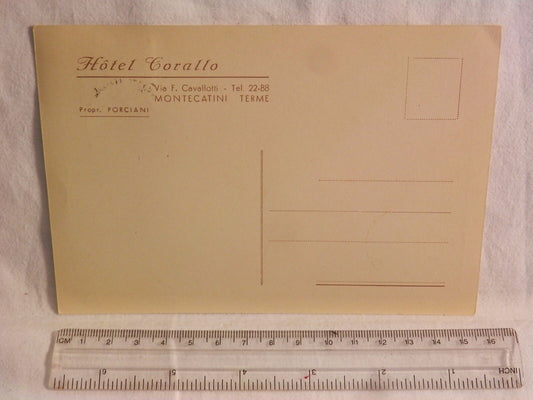 Hôtel Corallo
Via F. Cavallotti - Tel. 22-88
MONTECATINI TERME
Propr. PORCIANI
CM 1 2 3 4 5 6 7 8 9 10 11 12 13 14 15 16
6 5 4 3 2 1 INCH